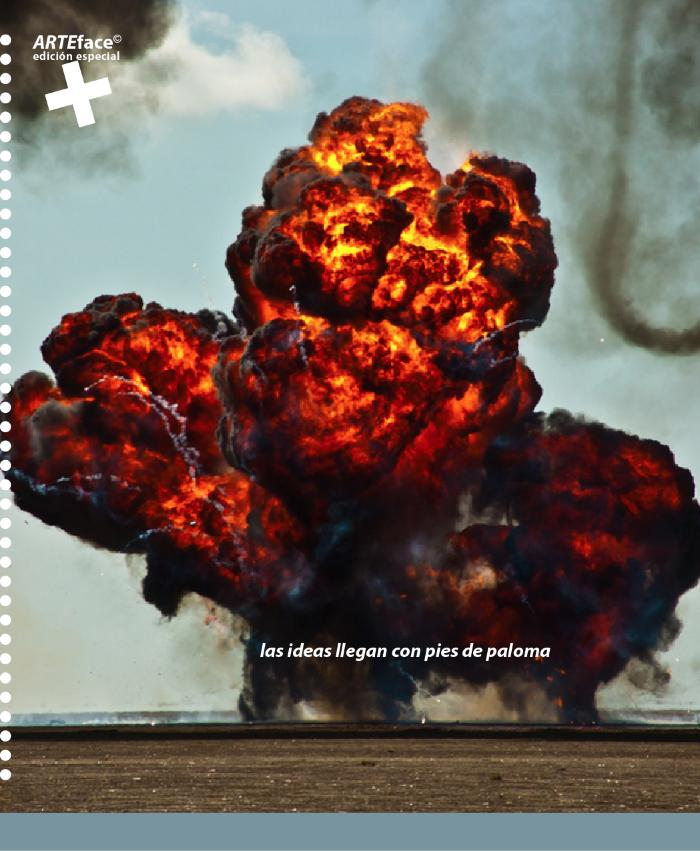 ARTEface©
edición especial
las ideas llegan con pies de paloma